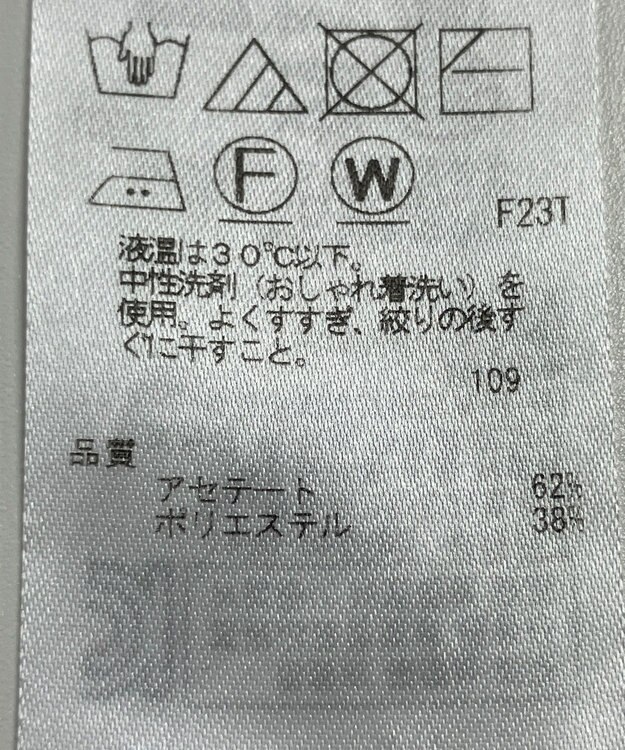 F W
F23T
液温は30℃以下。
中性洗剤（おしゃれ着洗い）を
使用。よくすすぎ、絞りの後す
ぐに干すこと。
109
品質
アセテート 62%
ポリエステル 38%